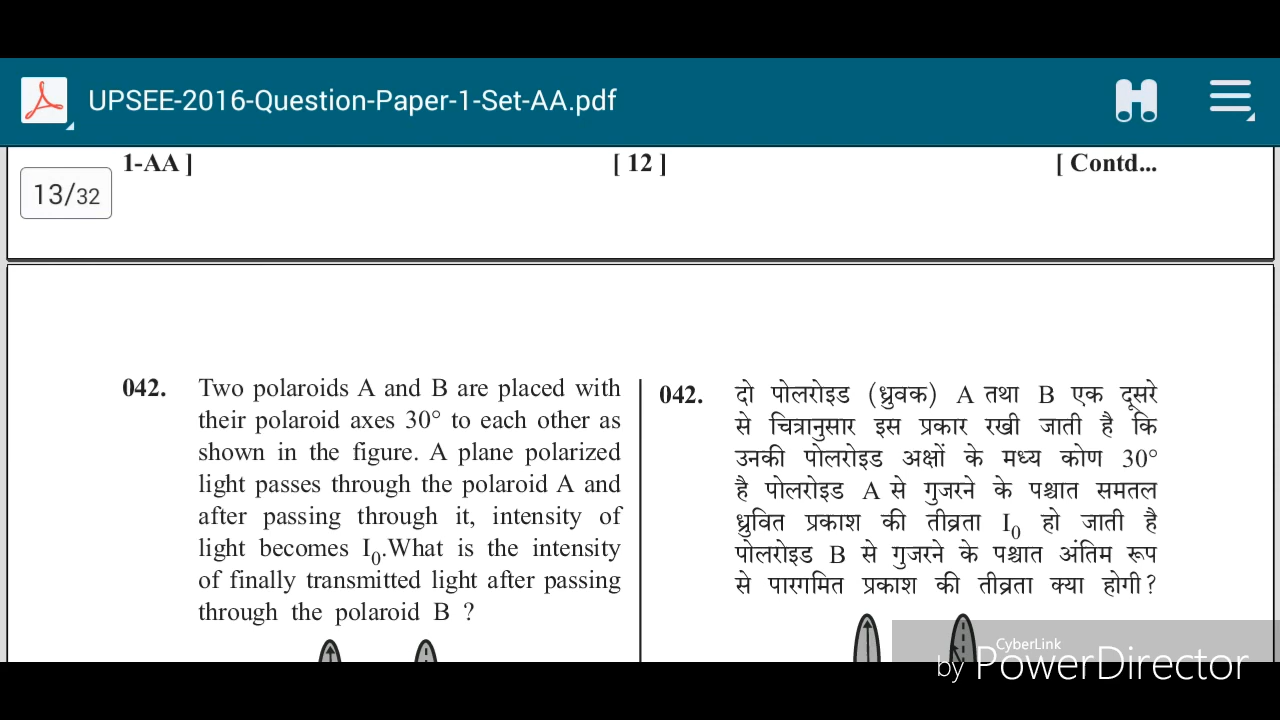 UPSEE-2016-Question-Paper-1-Set-AA.pdf
1-AA ]
[ 12 ]
[ Contd...
13/32
042.
Two polaroids A and B are placed with
their polaroid axes 30° to each other as
shown in the figure. A plane polarized
light passes through the polaroid A and
after passing through it, intensity of
light becomes I₀.What is the intensity
of finally transmitted light after passing
through the polaroid B ?
042.
दो पोलरोइड (ध्रुवक) A तथा B एक दूसरे
से चित्रानुसार इस प्रकार रखी जाती है कि
उनकी पोलरोइड अक्षों के मध्य कोण 30°
है पोलरोइड A से गुजरने के पश्चात समतल
ध्रुवित प्रकाश की तीव्रता I₀ हो जाती है
पोलरोइड B से गुजरने के पश्चात अंतिम रूप
से पारगमित प्रकाश की तीव्रता क्या होगी ?
CyberLink
by PowerDirector